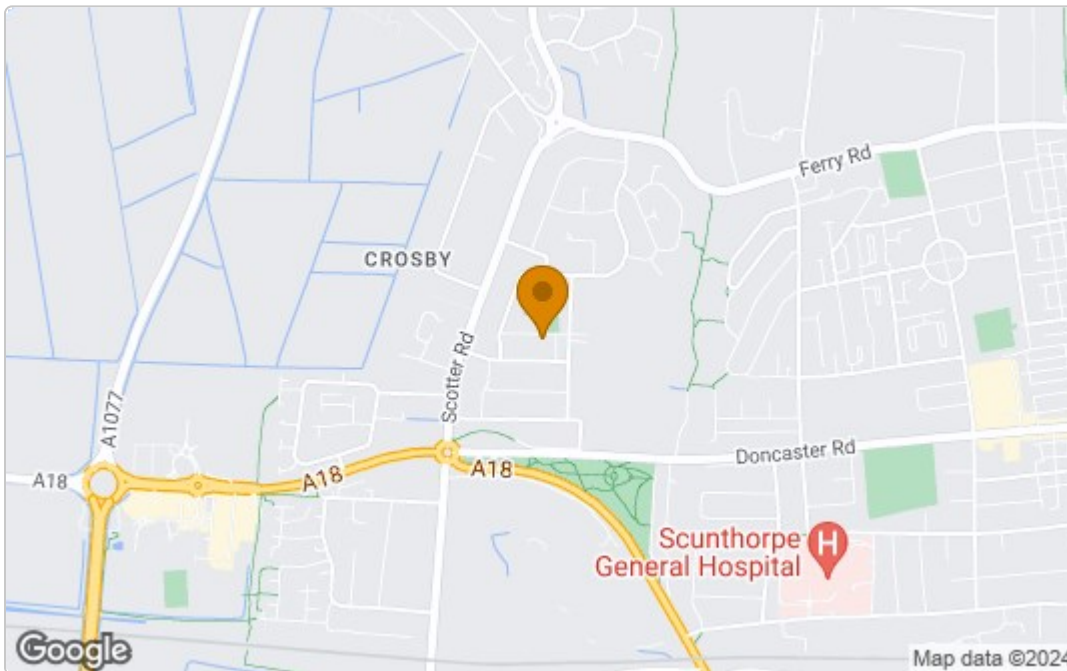 Ferry Rd
CROSBY
Scotter Rd
A1077
Doncaster Rd
A18
A18
A18
Scunthorpe
General Hospital
H
Google
Map data ©2024